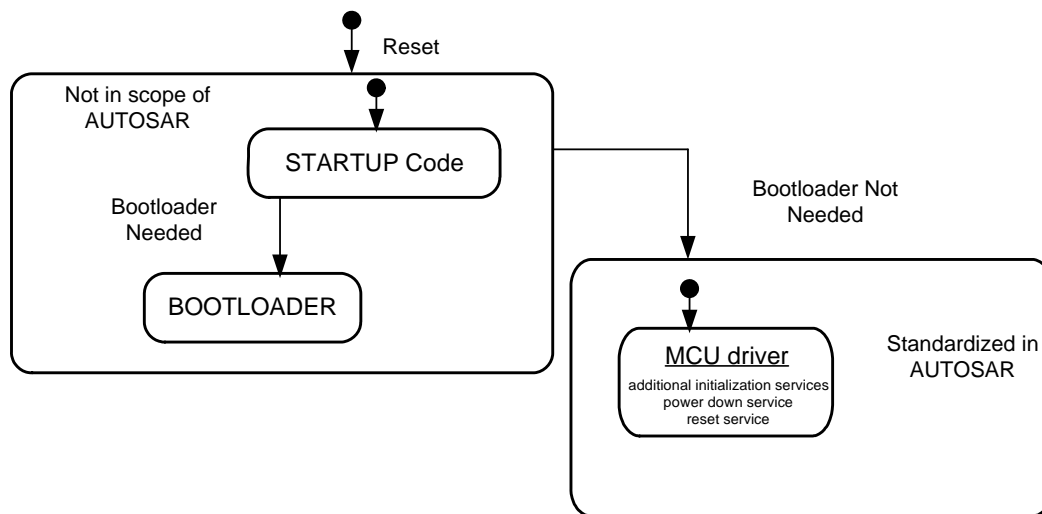 Reset
Not in scope of
AUTOSAR
STARTUP Code
Bootloader
Needed
BOOTLOADER
Bootloader Not
Needed
MCU driver
additional initialization services
power down service
reset service
Standardized in
AUTOSAR